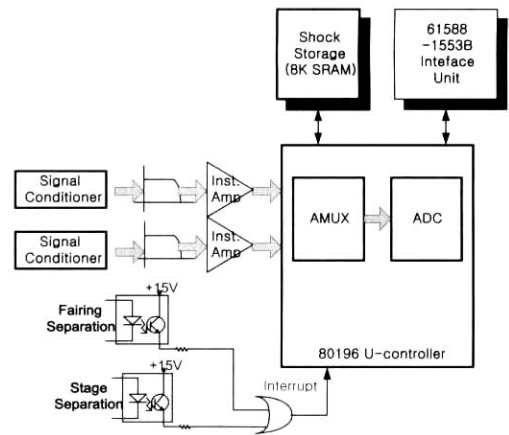 Shock
Storage
(8K SRAM)
61588
-1553B
Inteface
Unit
Signal
Conditioner
Inst.
Amp
AMUX
ADC
Signal
Conditioner
Inst.
Amp
+15V
Fairing
Separation
80196 U-controller
+15V
Interrupt
Stage
Separation